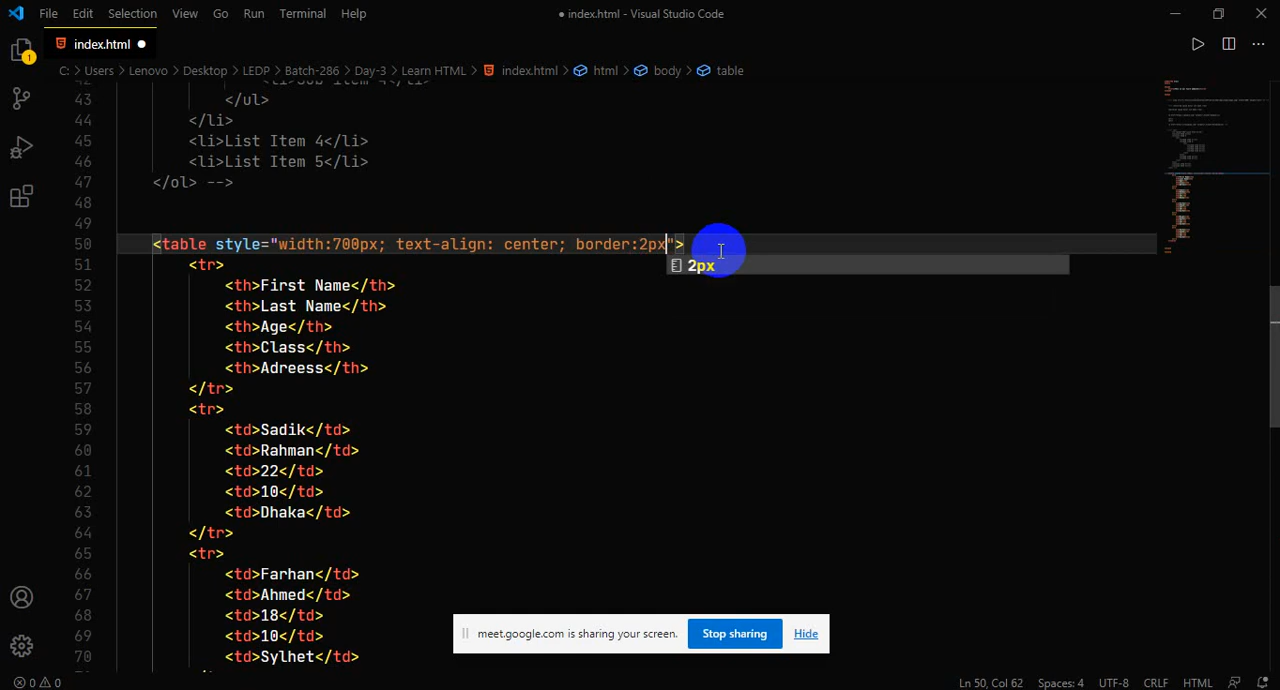 File Edit Selection View Go Run Terminal Help
● index.html - Visual Studio Code
index.html ●
C: > Users > Lenovo > Desktop > LEDP > Batch-286 > Day-3 > Learn HTML > index.html > html > body > table
43 </ul>
44 </li>
45 <li>List Item 4</li>
46 <li>List Item 5</li>
47 </ol> -->
48
49
50 <table style="width:700px; text-align: center; border:2px">
2px
51 <tr>
52 <th>First Name</th>
53 <th>Last Name</th>
54 <th>Age</th>
55 <th>Class</th>
56 <th>Adreess</th>
57 </tr>
58 <tr>
59 <td>Sadik</td>
60 <td>Rahman</td>
61 <td>22</td>
62 <td>10</td>
63 <td>Dhaka</td>
64 </tr>
65 <tr>
66 <td>Farhan</td>
67 <td>Ahmed</td>
68 <td>18</td>
69 <td>10</td>
70 <td>Sylhet</td>
1
meet.google.com is sharing your screen. Stop sharing Hide
0 0 Ln 50, Col 62 Spaces: 4 UTF-8 CRLF HTML